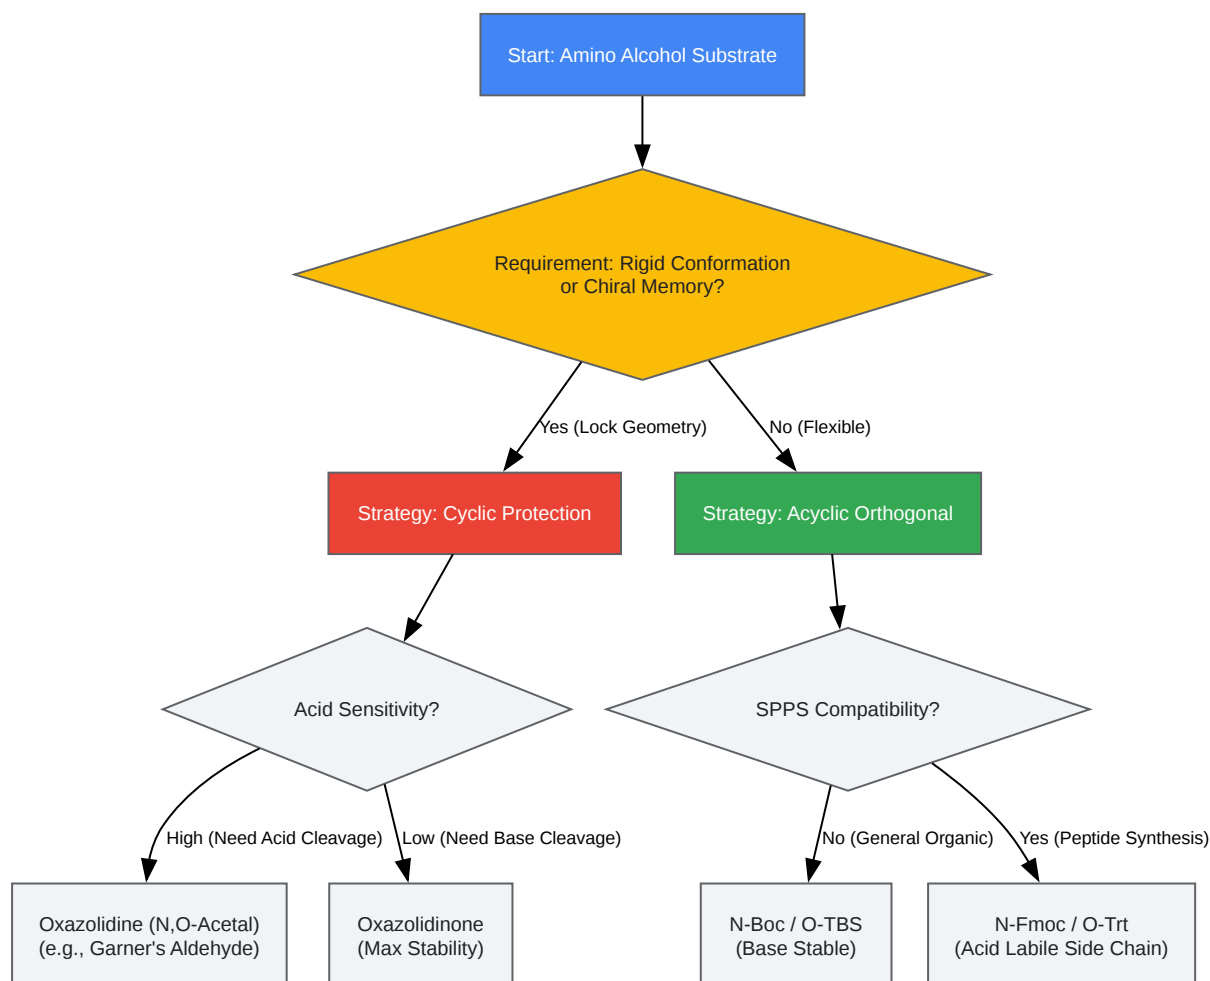 Start: Amino Alcohol Substrate
Requirement: Rigid Conformation
or Chiral Memory?
Yes (Lock Geometry)
No (Flexible)
Strategy: Cyclic Protection
Strategy: Acyclic Orthogonal
Acid Sensitivity?
SPPS Compatibility?
High (Need Acid Cleavage)
Low (Need Base Cleavage)
No (General Organic)
Yes (Peptide Synthesis)
Oxazolidine (N,O-Acetal)
(e.g., Garner's Aldehyde)
Oxazolidinone
(Max Stability)
N-Boc / O-TBS
(Base Stable)
N-Fmoc / O-Trt
(Acid Labile Side Chain)